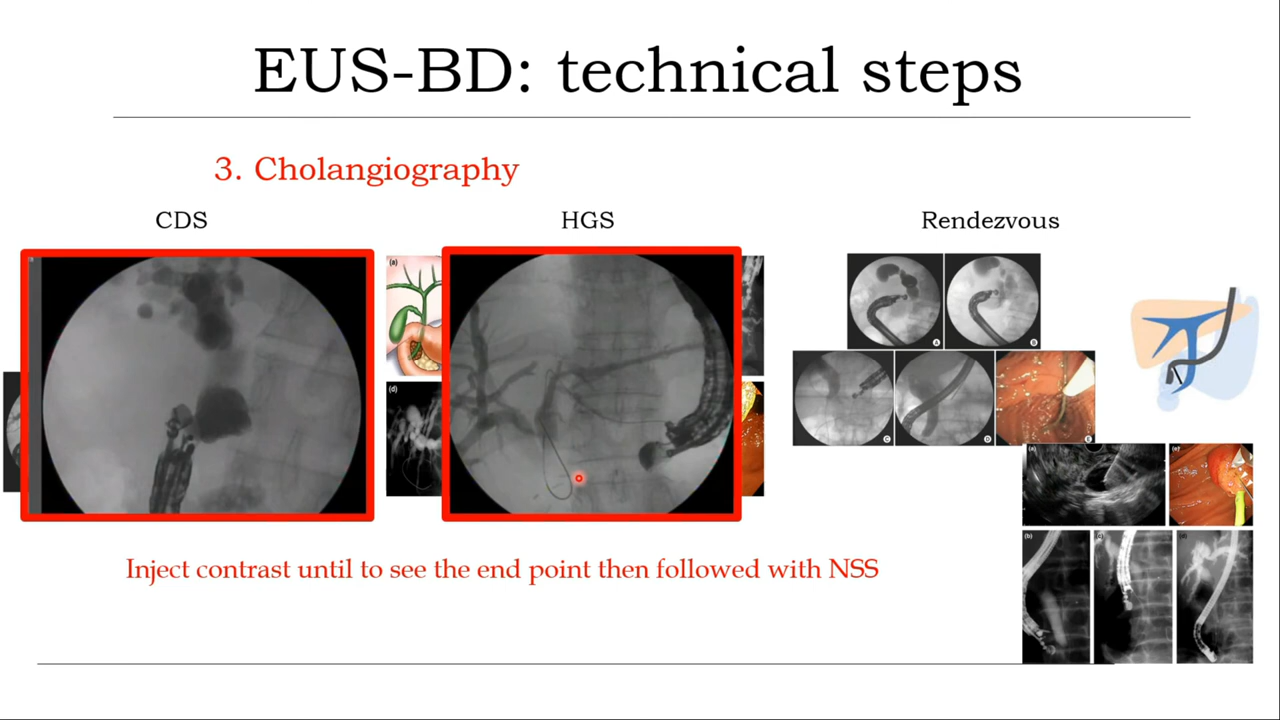 EUS-BD: technical steps
3. Cholangiography
CDS
HGS
Rendezvous
(a)
(d)
A
B
C
D
E
(a)
(e)
(b)
(c)
(d)
Inject contrast until to see the end point then followed with NSS